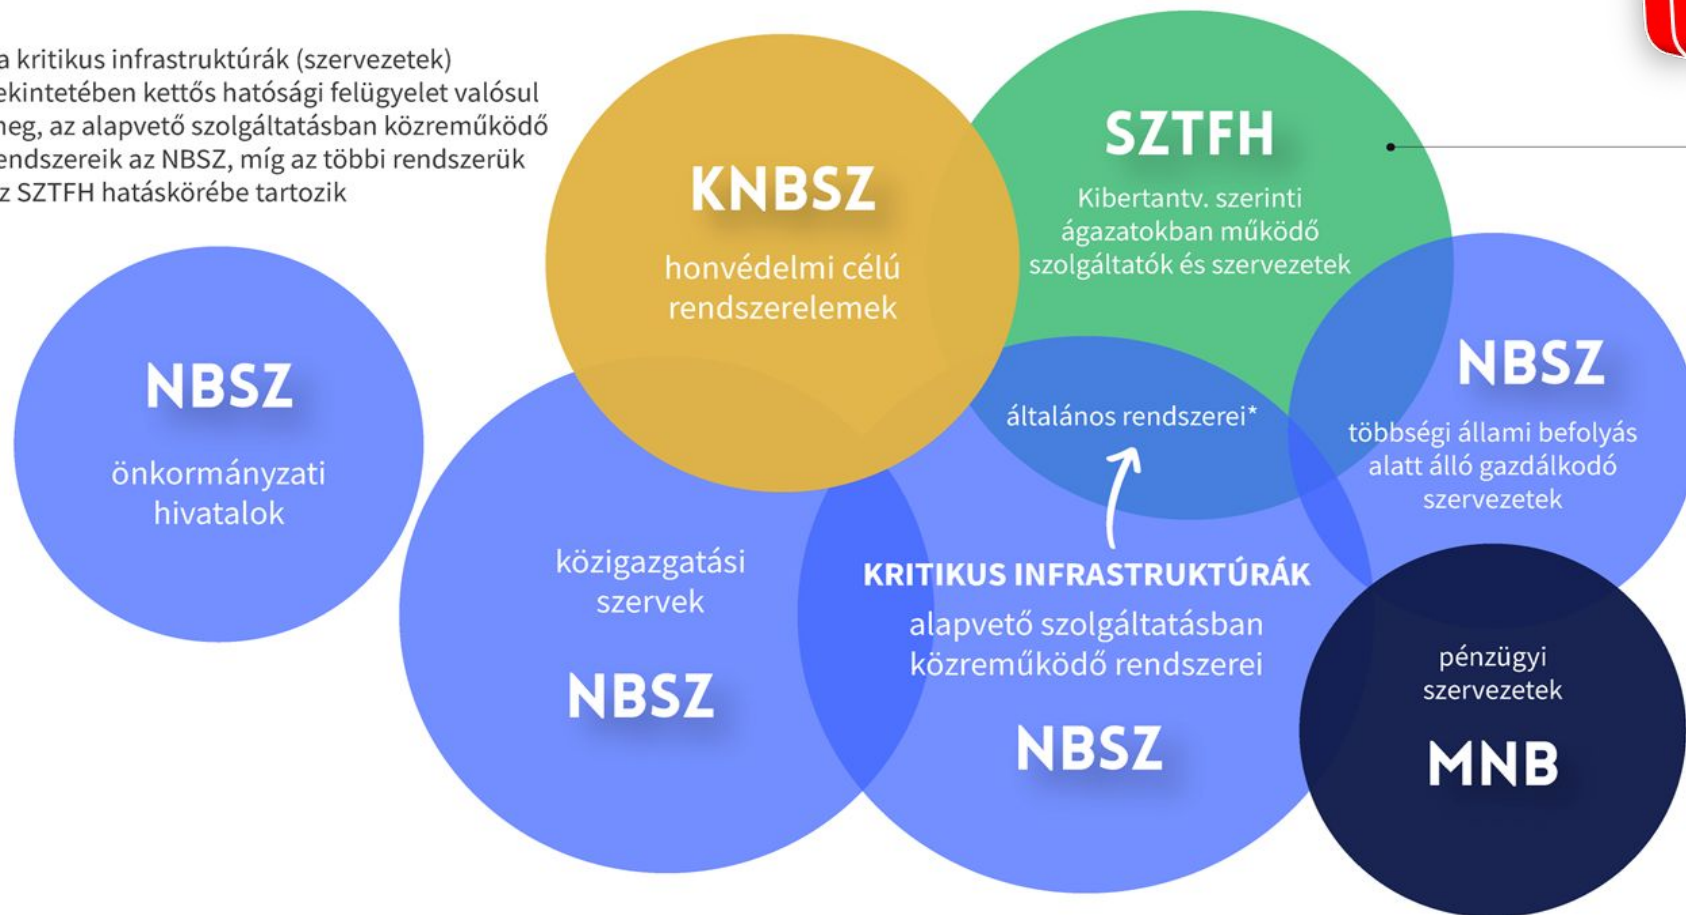 a kritikus infrastruktúrák (szervezetek)
ekintetében kettős hatósági felügyelet valósul
neg, az alapvető szolgáltatásban közreműködő
endszereik az NBSZ, míg az többi rendszerük
z SZTFH hatáskörébe tartozik
KNBSZ
honvédelmi célú
rendszerelemek
SZTFH
Kibertantv. szerinti
ágazatokban működő
szolgáltatók és szervezetek
NBSZ
önkormányzati
hivatalok
általános rendszerei*
NBSZ
többségi állami befolyás
alatt álló gazdálkodó
szervezetek
közigazgatási
szervek
NBSZ
KRITIKUS INFRASTRUKTÚRÁK
alapvető szolgáltatásban
közreműködő rendszerei
NBSZ
pénzügyi
szervezetek
MNB